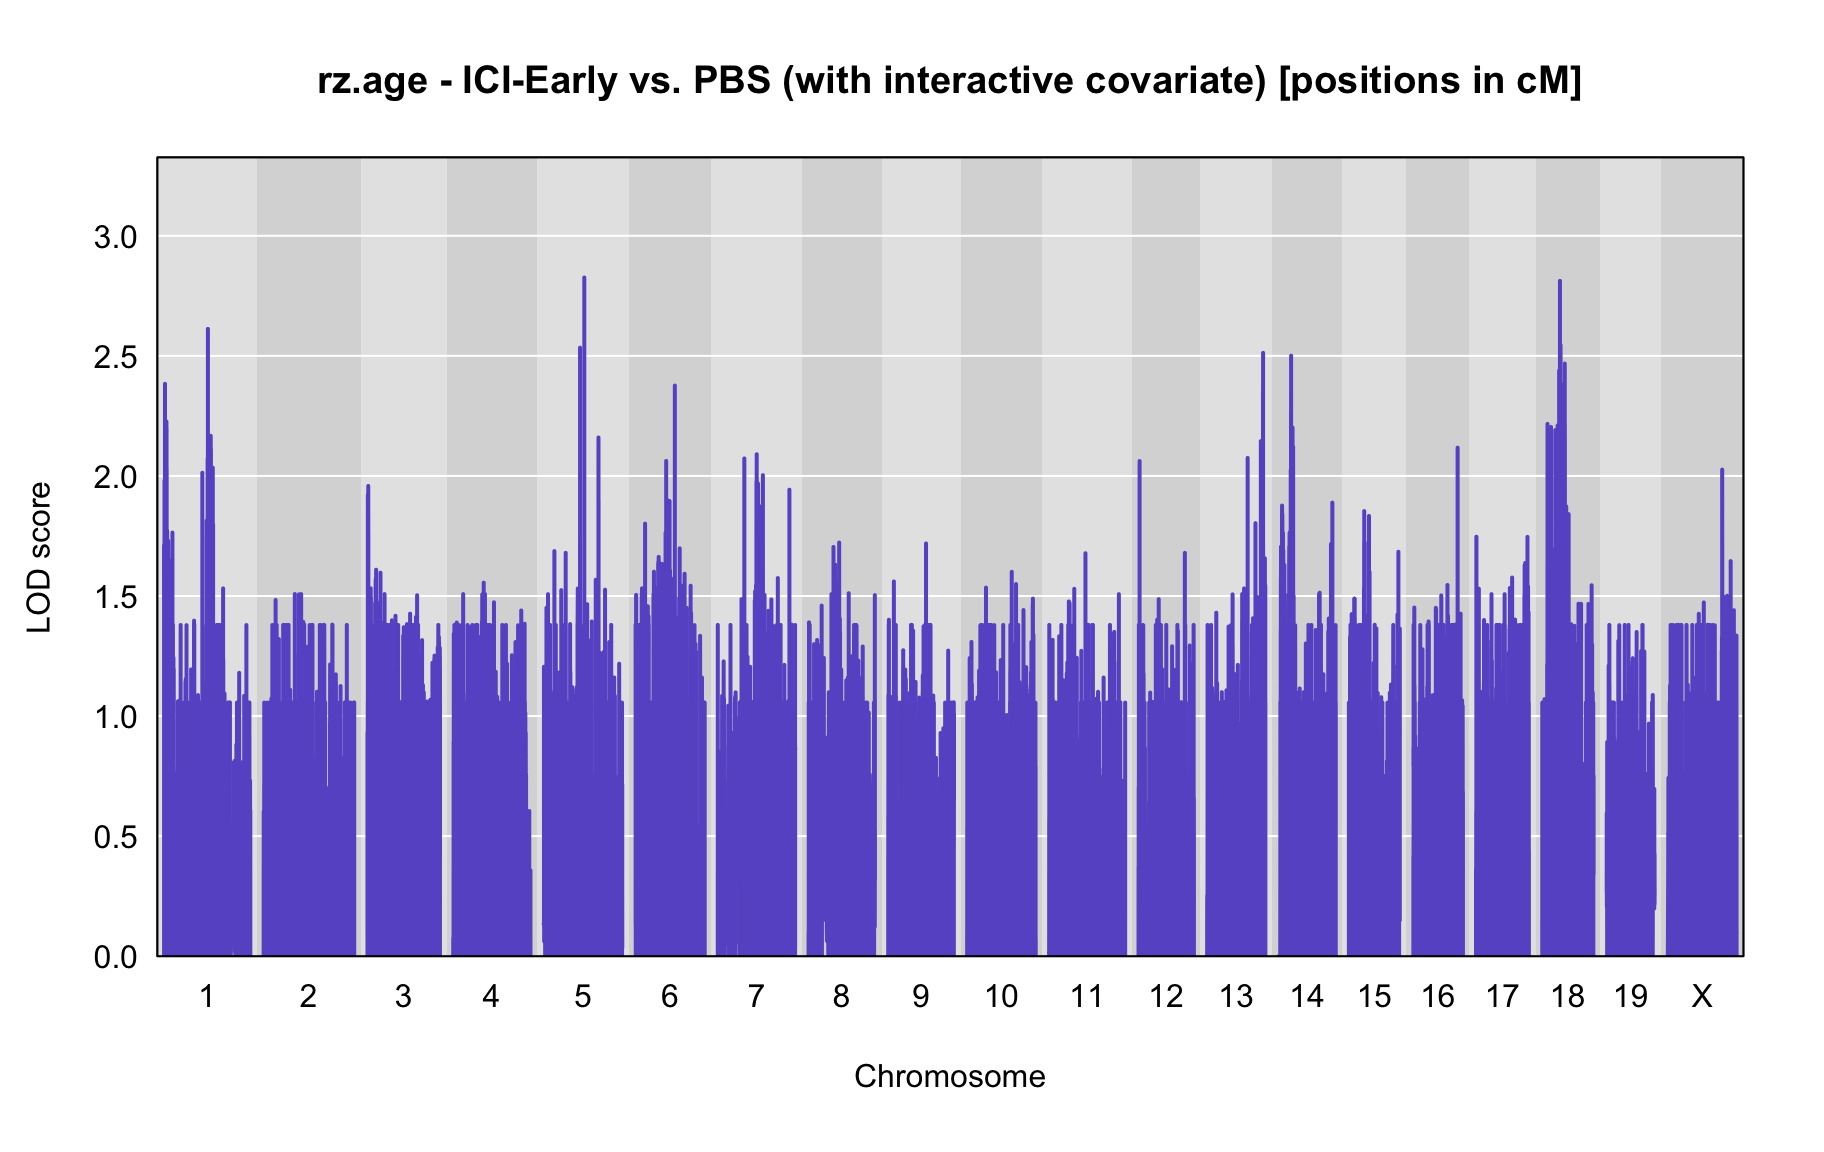 rz.age - ICI-Early vs. PBS (with interactive covariate) [positions in cM]
LOD score
3.0
2.5
2.0
1.5
1.0
0.5
0.0
1 2 3 4 5 6 7 8 9 10 11 12 13 14 15 16 17 18 19 X
Chromosome